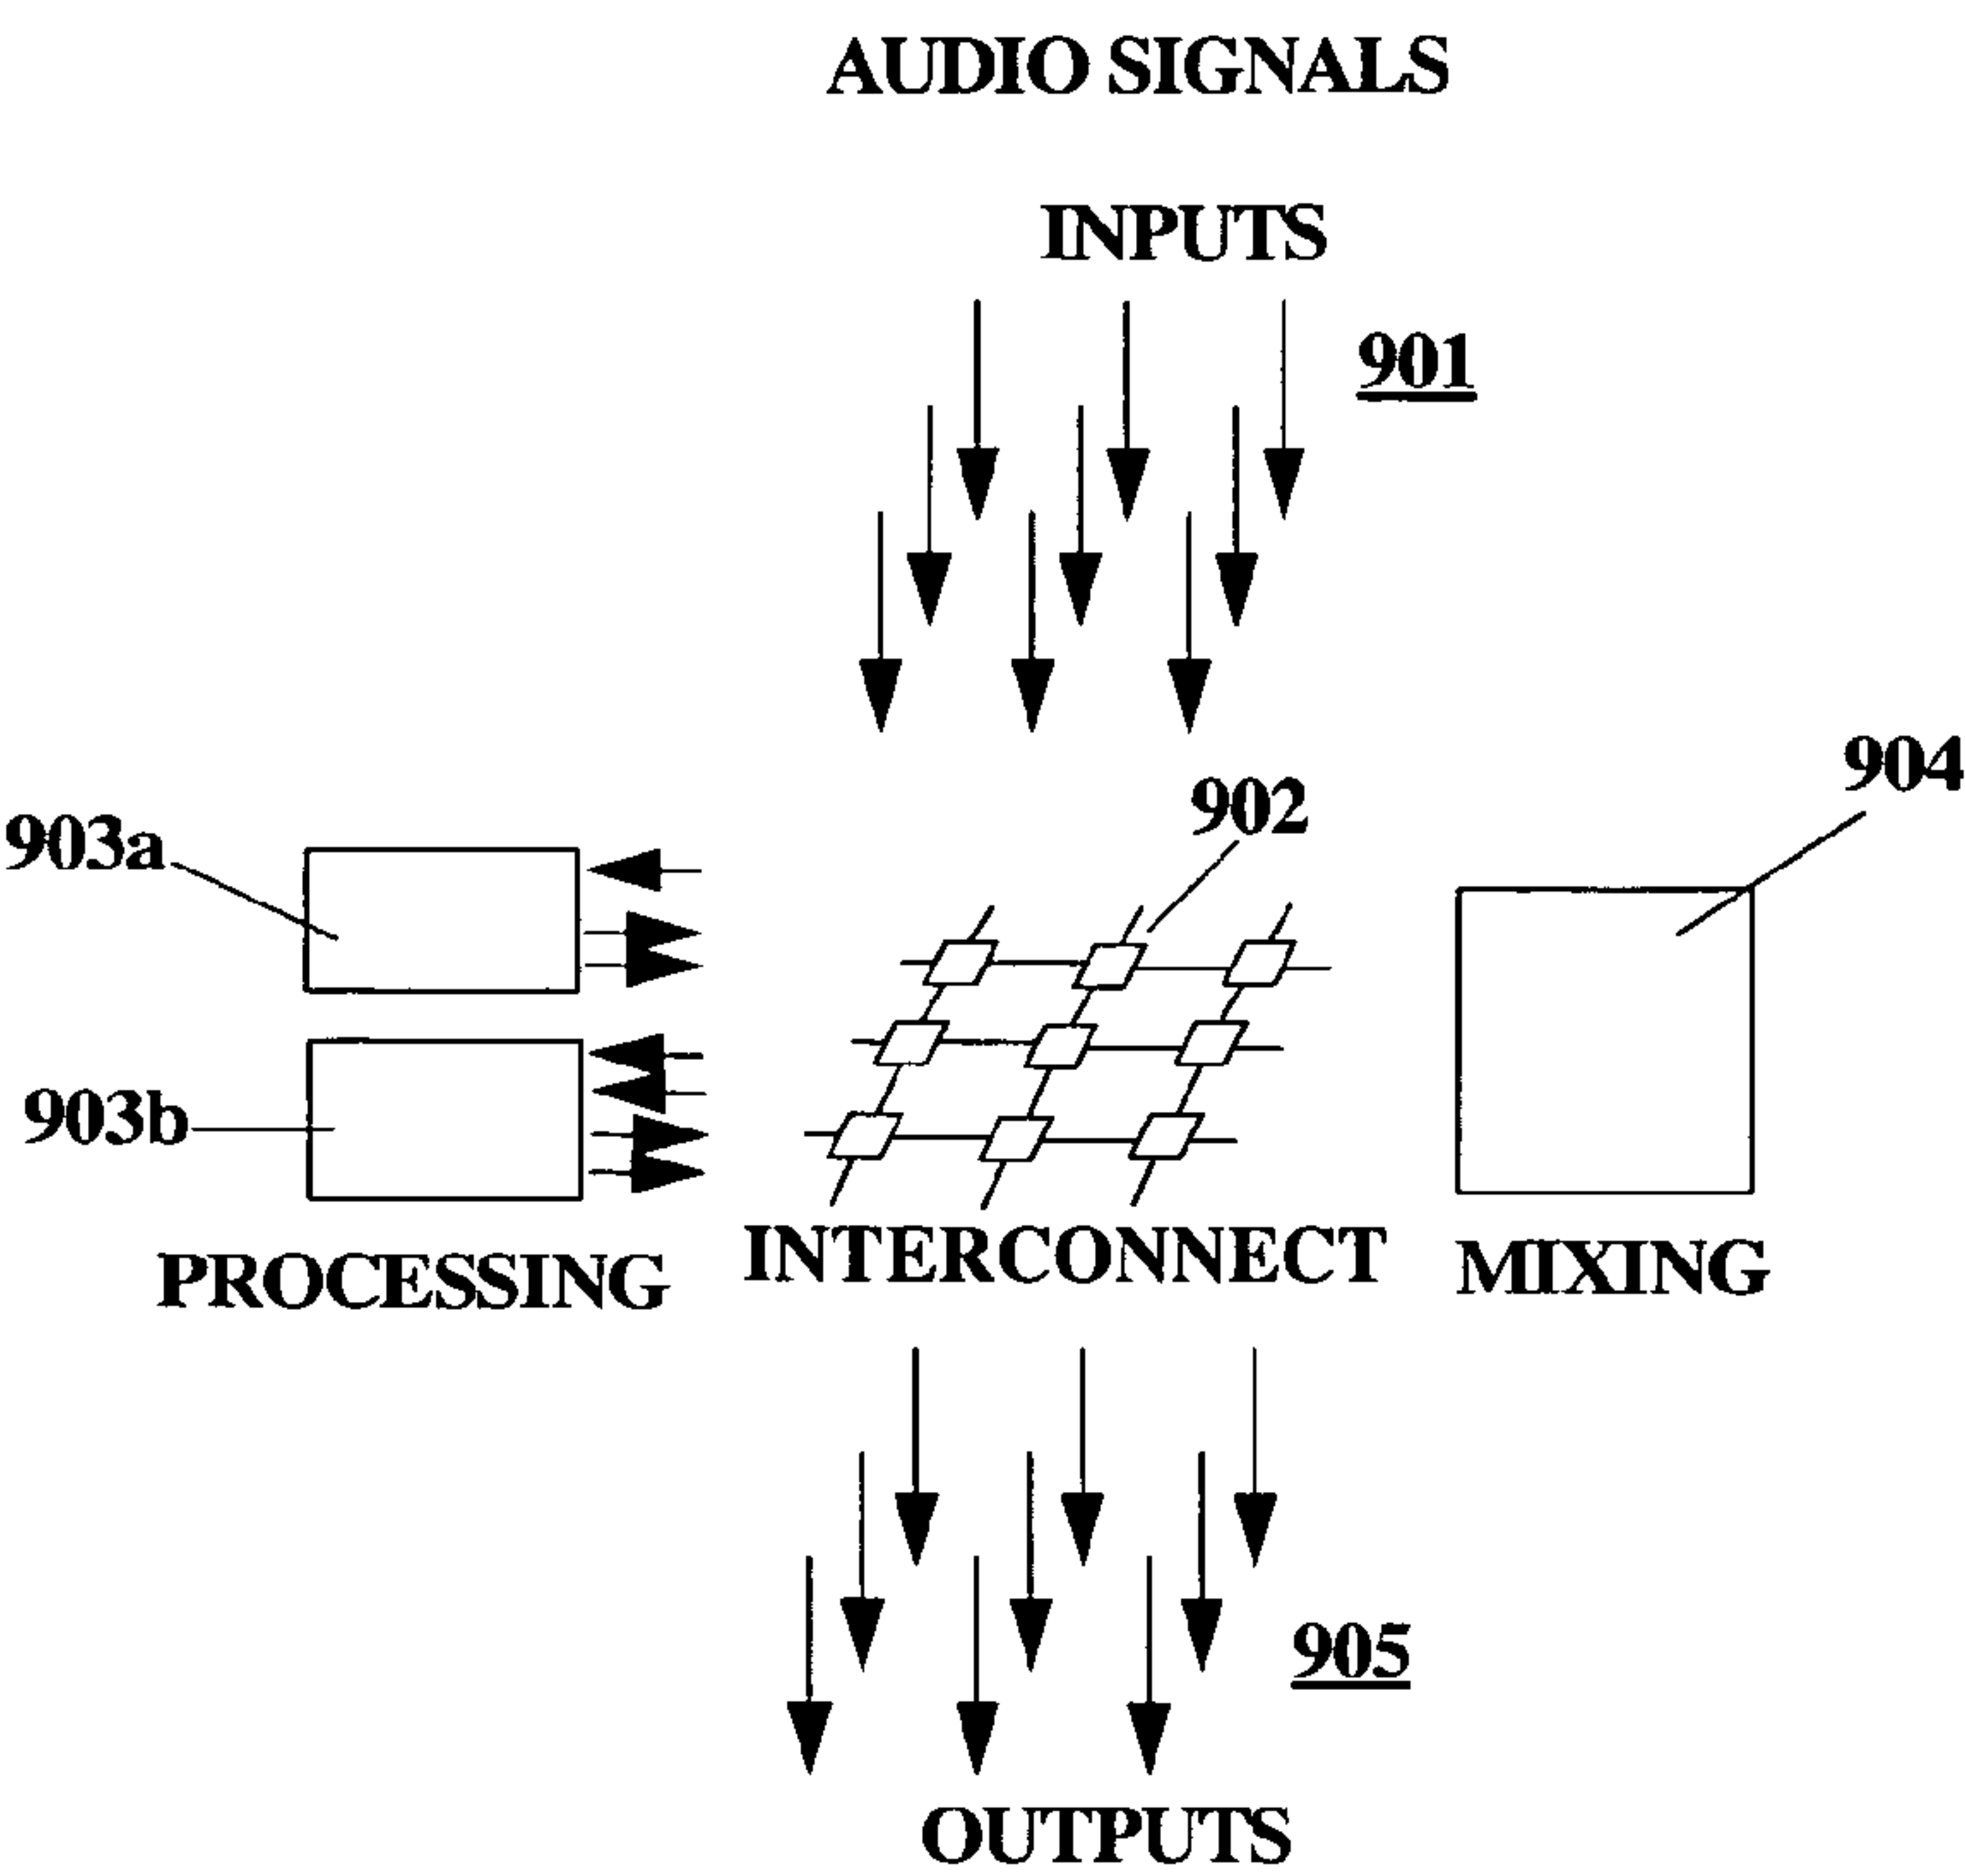 AUDIO SIGNALS
INPUTS
901
904
902
903a
903b
INTERCONNECT
MIXING
PROCESSING
905
OUTPUTS